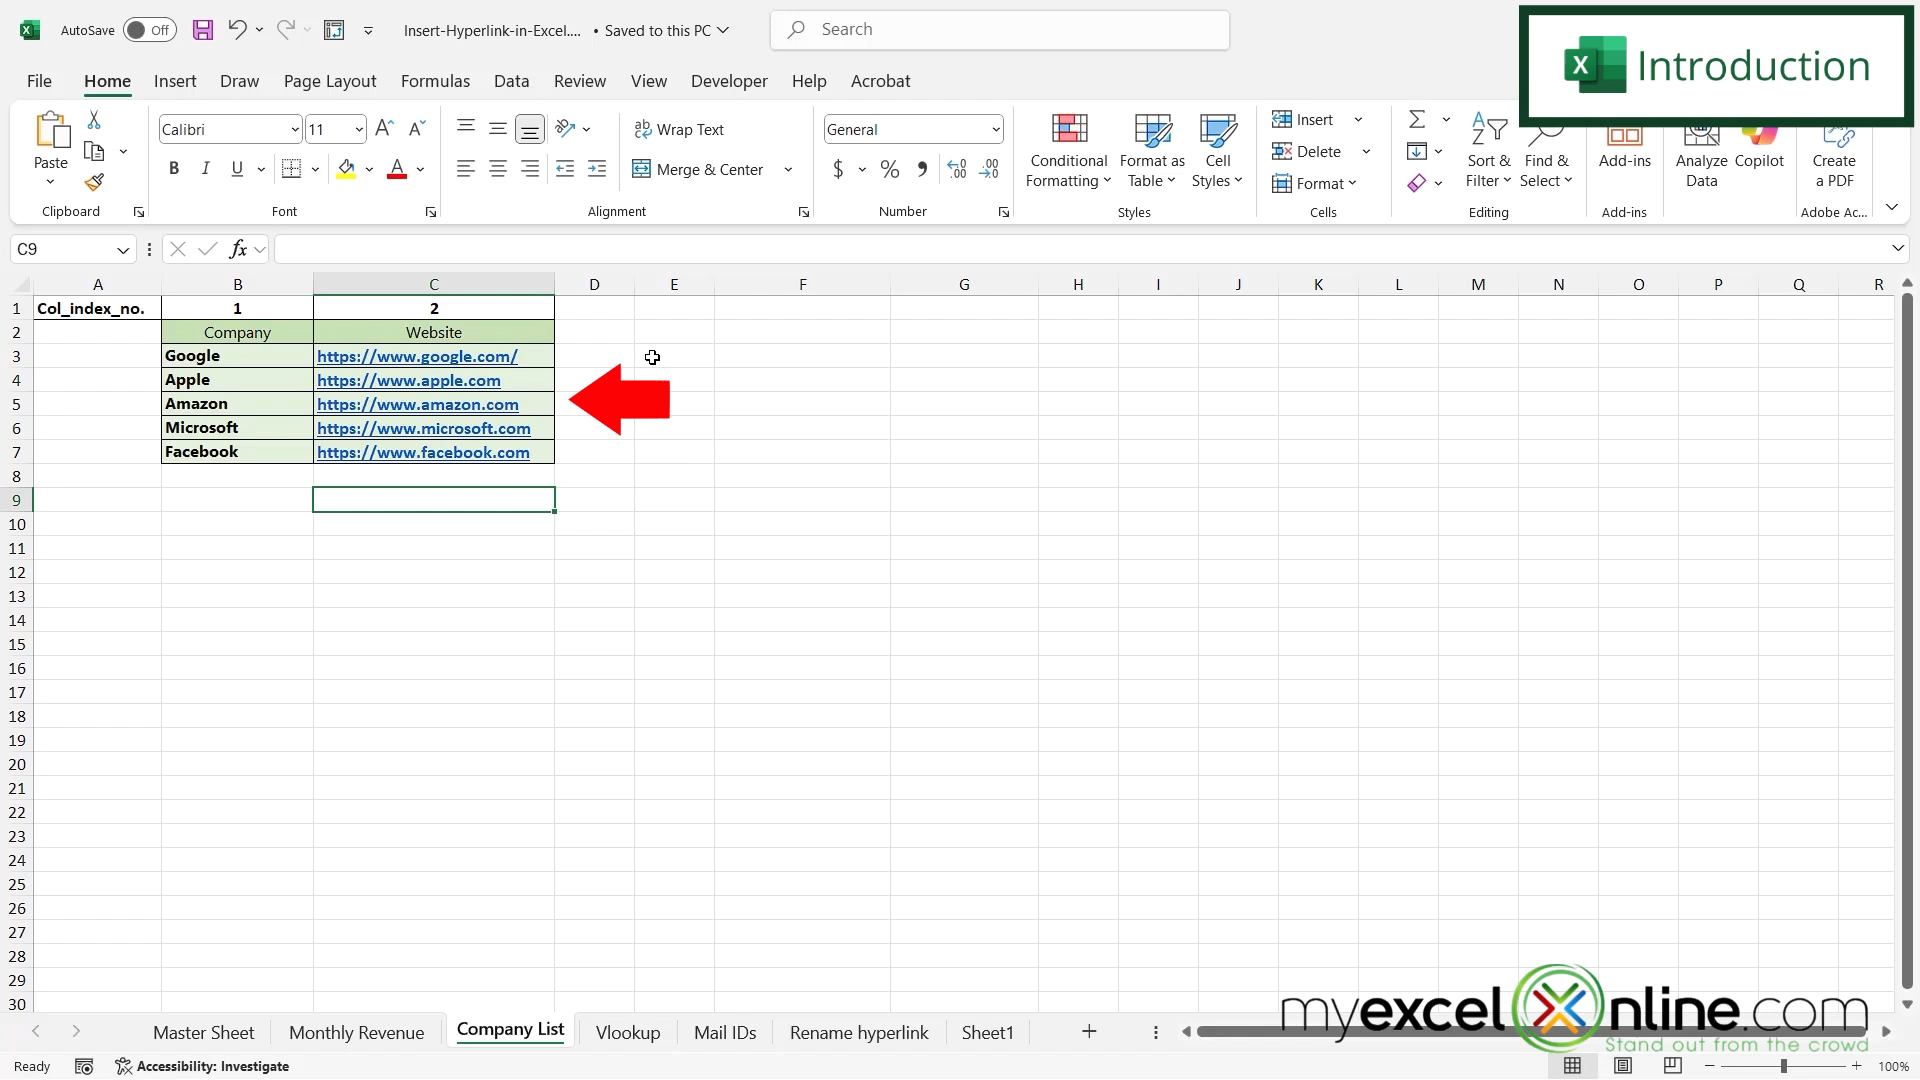 AutoSave Off Insert-Hyperlink-in-Excel.... • Saved to this PC Search
Introduction
File Home Insert Draw Page Layout Formulas Data Review View Developer Help Acrobat
Paste
Clipboard
Calibri 11
B I U A
Font
Wrap Text
Merge & Center
Alignment
General
$ % ,
Number
Conditional Formatting
Format as Table
Cell Styles
Styles
Insert
Delete
Format
Cells
Sort & Filter
Find & Select
Editing
Add-ins
Add-ins
Analyze Data
Copilot
Create a PDF
Adobe Ac...
C9 fx
A B C D E F G H I J K L M N O P Q R
1 Col_index_no. 1 2
2 Company Website
3 Google https://www.google.com/
4 Apple https://www.apple.com
5 Amazon https://www.amazon.com
6 Microsoft https://www.microsoft.com
7 Facebook https://www.facebook.com
8
9
10
11
12
13
14
15
16
17
18
19
20
21
22
23
24
25
26
27
28
29
30
myexcelonline.com
Stand out from the crowd
Master Sheet Monthly Revenue Company List Vlookup Mail IDs Rename hyperlink Sheet1
Ready Accessibility: Investigate 100%